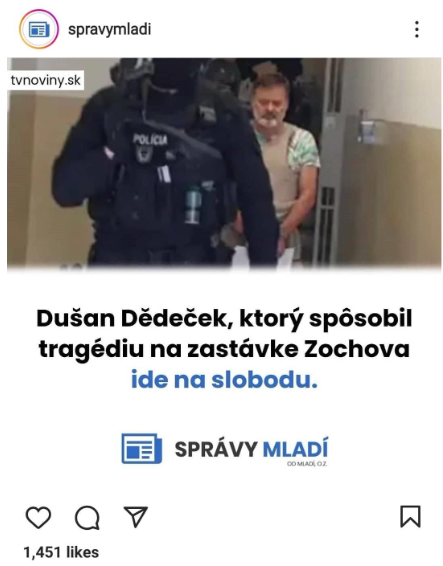 spravymladi
tvnoviny.sk
POLÍCIA
Dušan Dědeček, ktorý spôsobil
tragédiu na zastávke Zochova
ide na slobodu.
SPRÁVY MLADÍ
OD MLADÍ, O.Z.
1,451 likes